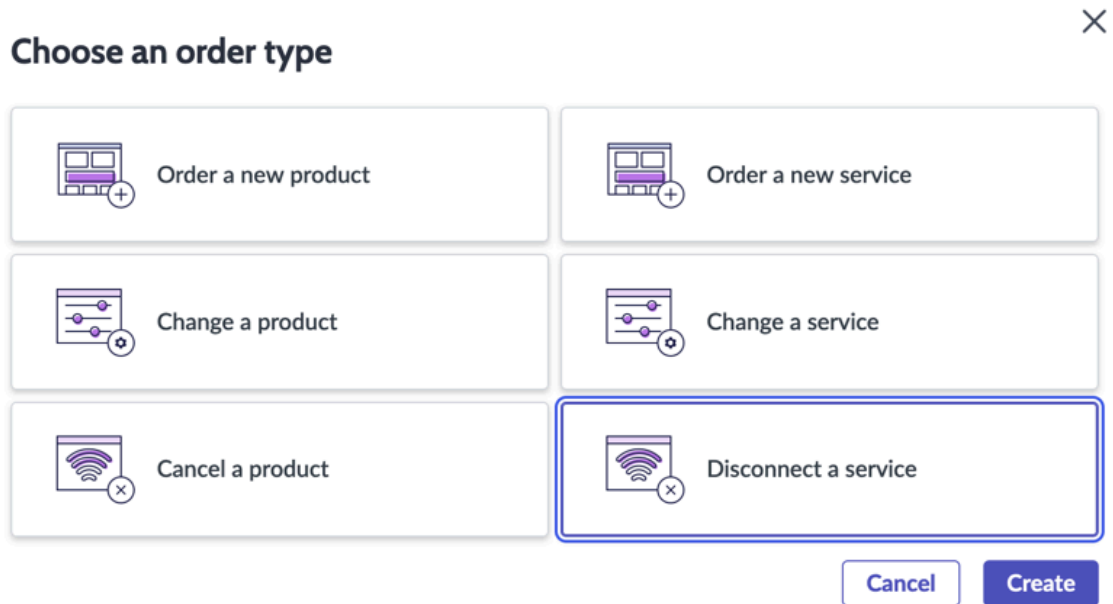 Choose an order type
Order a new product
Order a new service
Change a product
Change a service
Cancel a product
Disconnect a service
Cancel
Create